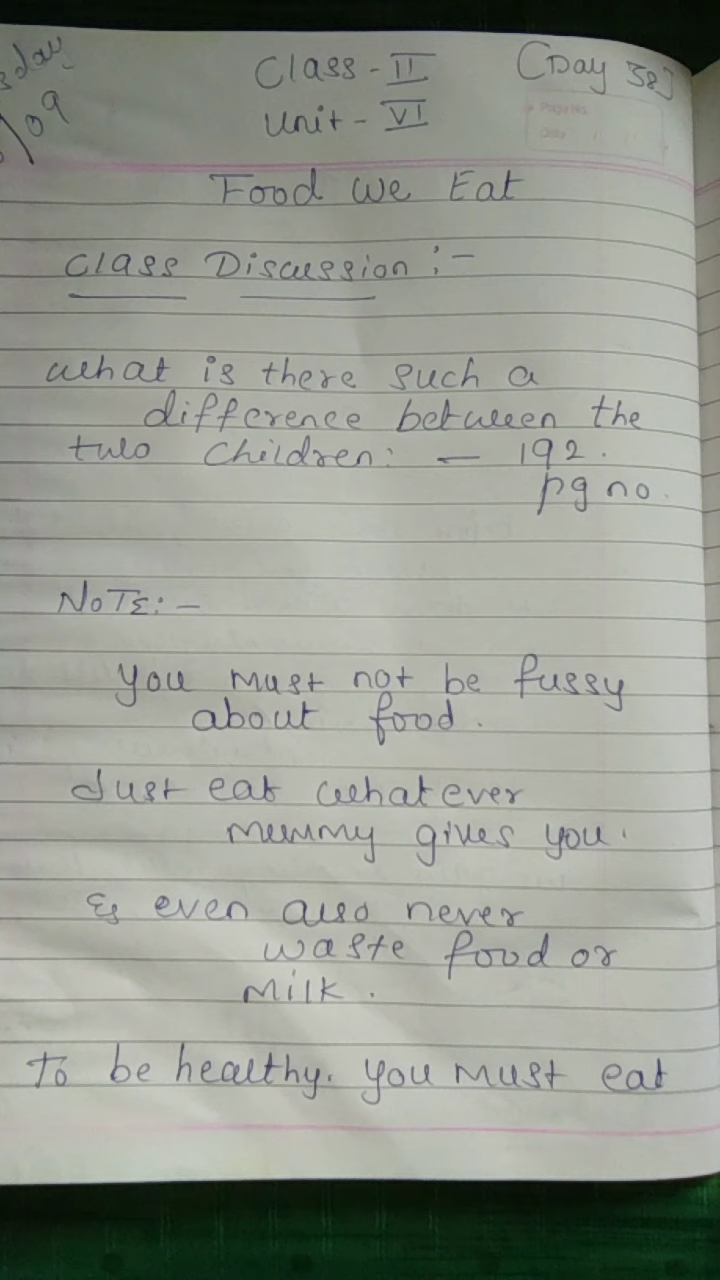 Class - II
[Day 38]
Unit - VI
Food We Eat
Class Discussion :-
what is there such a
difference between the
two Children: - 192.
pg no.
NOTE: -
You must not be fussy
about food.
Just eat whatever
mummy gives you.
& even also never
waste food or
milk.
To be healthy. You must eat